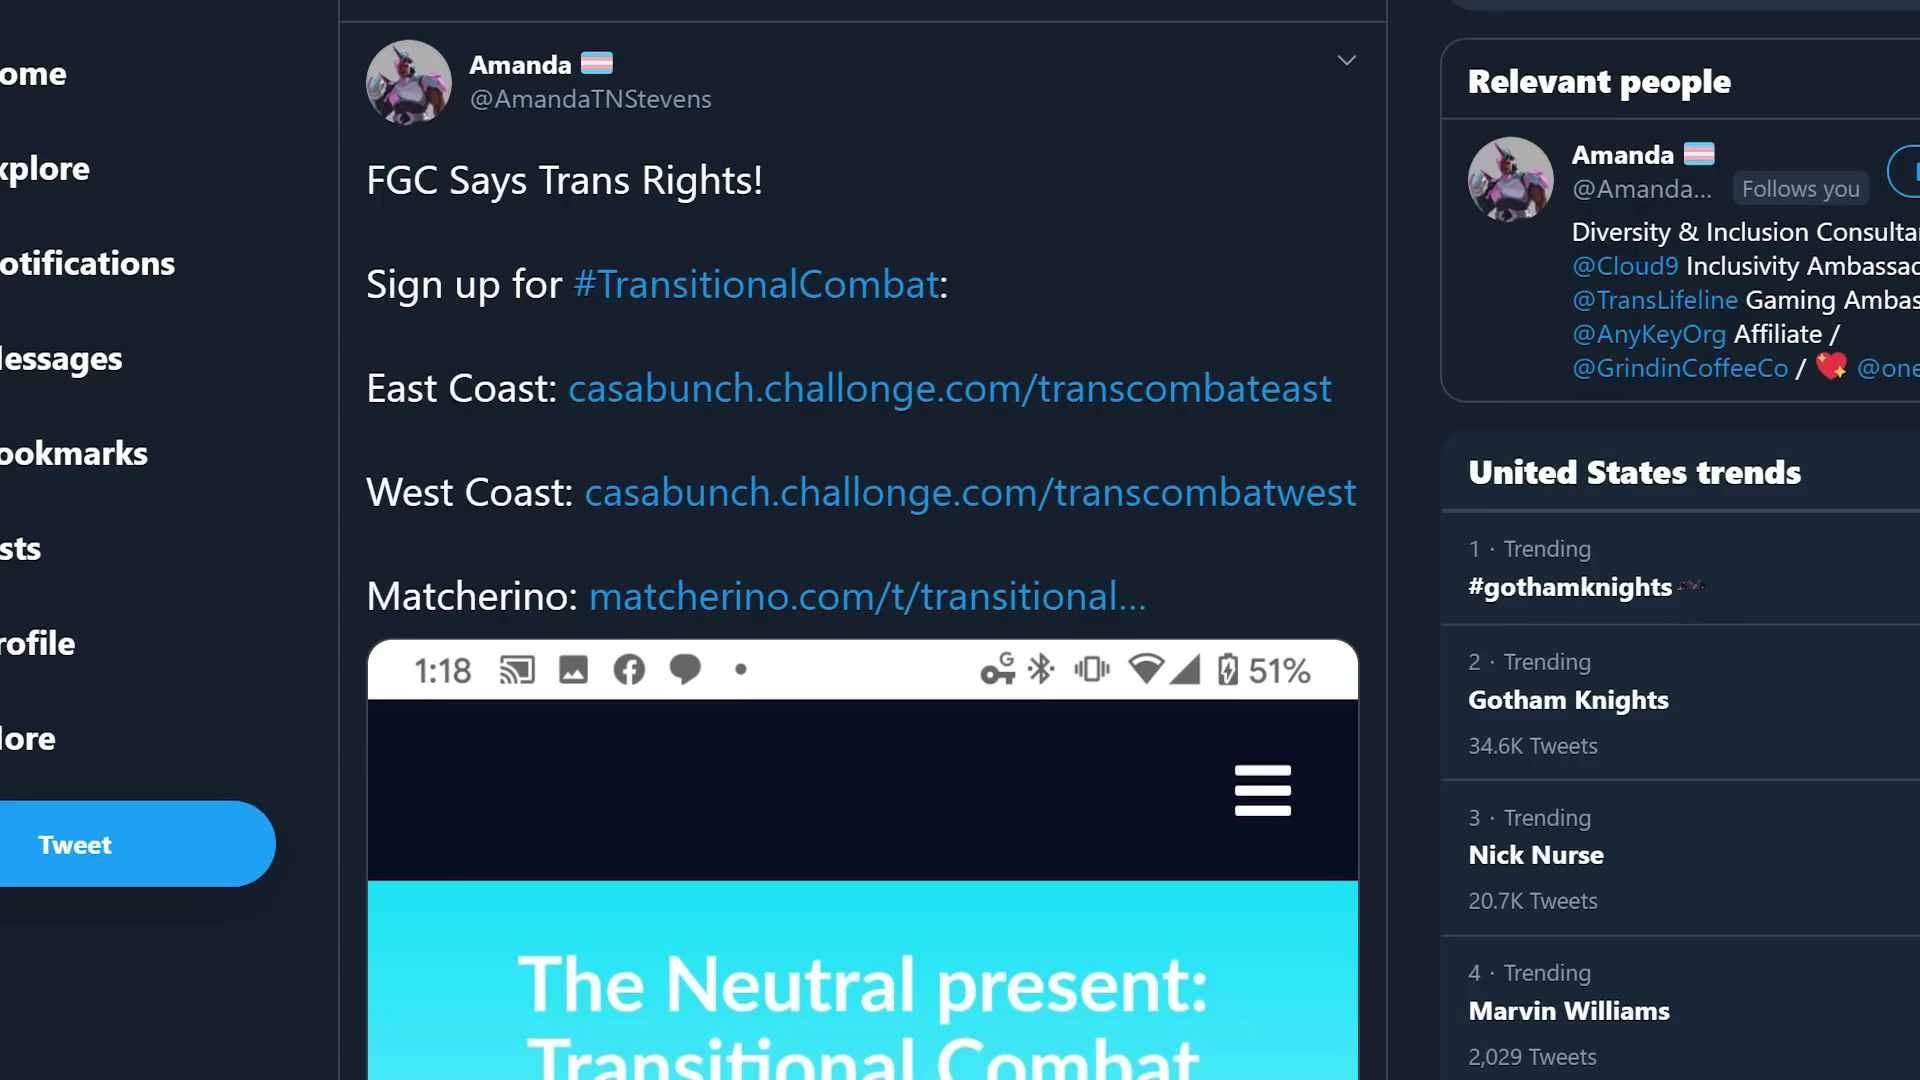 ome
xplore
otifications
essages
ookmarks
sts
rofile
ore
Tweet
Amanda
@AmandaTNStevens
FGC Says Trans Rights!
Sign up for #TransitionalCombat:
East Coast: casabunch.challonge.com/transcombateast
West Coast: casabunch.challonge.com/transcombatwest
Matcherino: matcherino.com/t/transitional...
1:18 G 51%
The Neutral present:
Transitional Combat
Relevant people
Amanda
@Amanda... Follows you
Diversity & Inclusion Consulta
@Cloud9 Inclusivity Ambassad
@TransLifeline Gaming Ambas
@AnyKeyOrg Affiliate /
@GrindinCoffeeCo / @one
United States trends
1 · Trending
#gothamknights
2 · Trending
Gotham Knights
34.6K Tweets
3 · Trending
Nick Nurse
20.7K Tweets
4 · Trending
Marvin Williams
2,029 Tweets